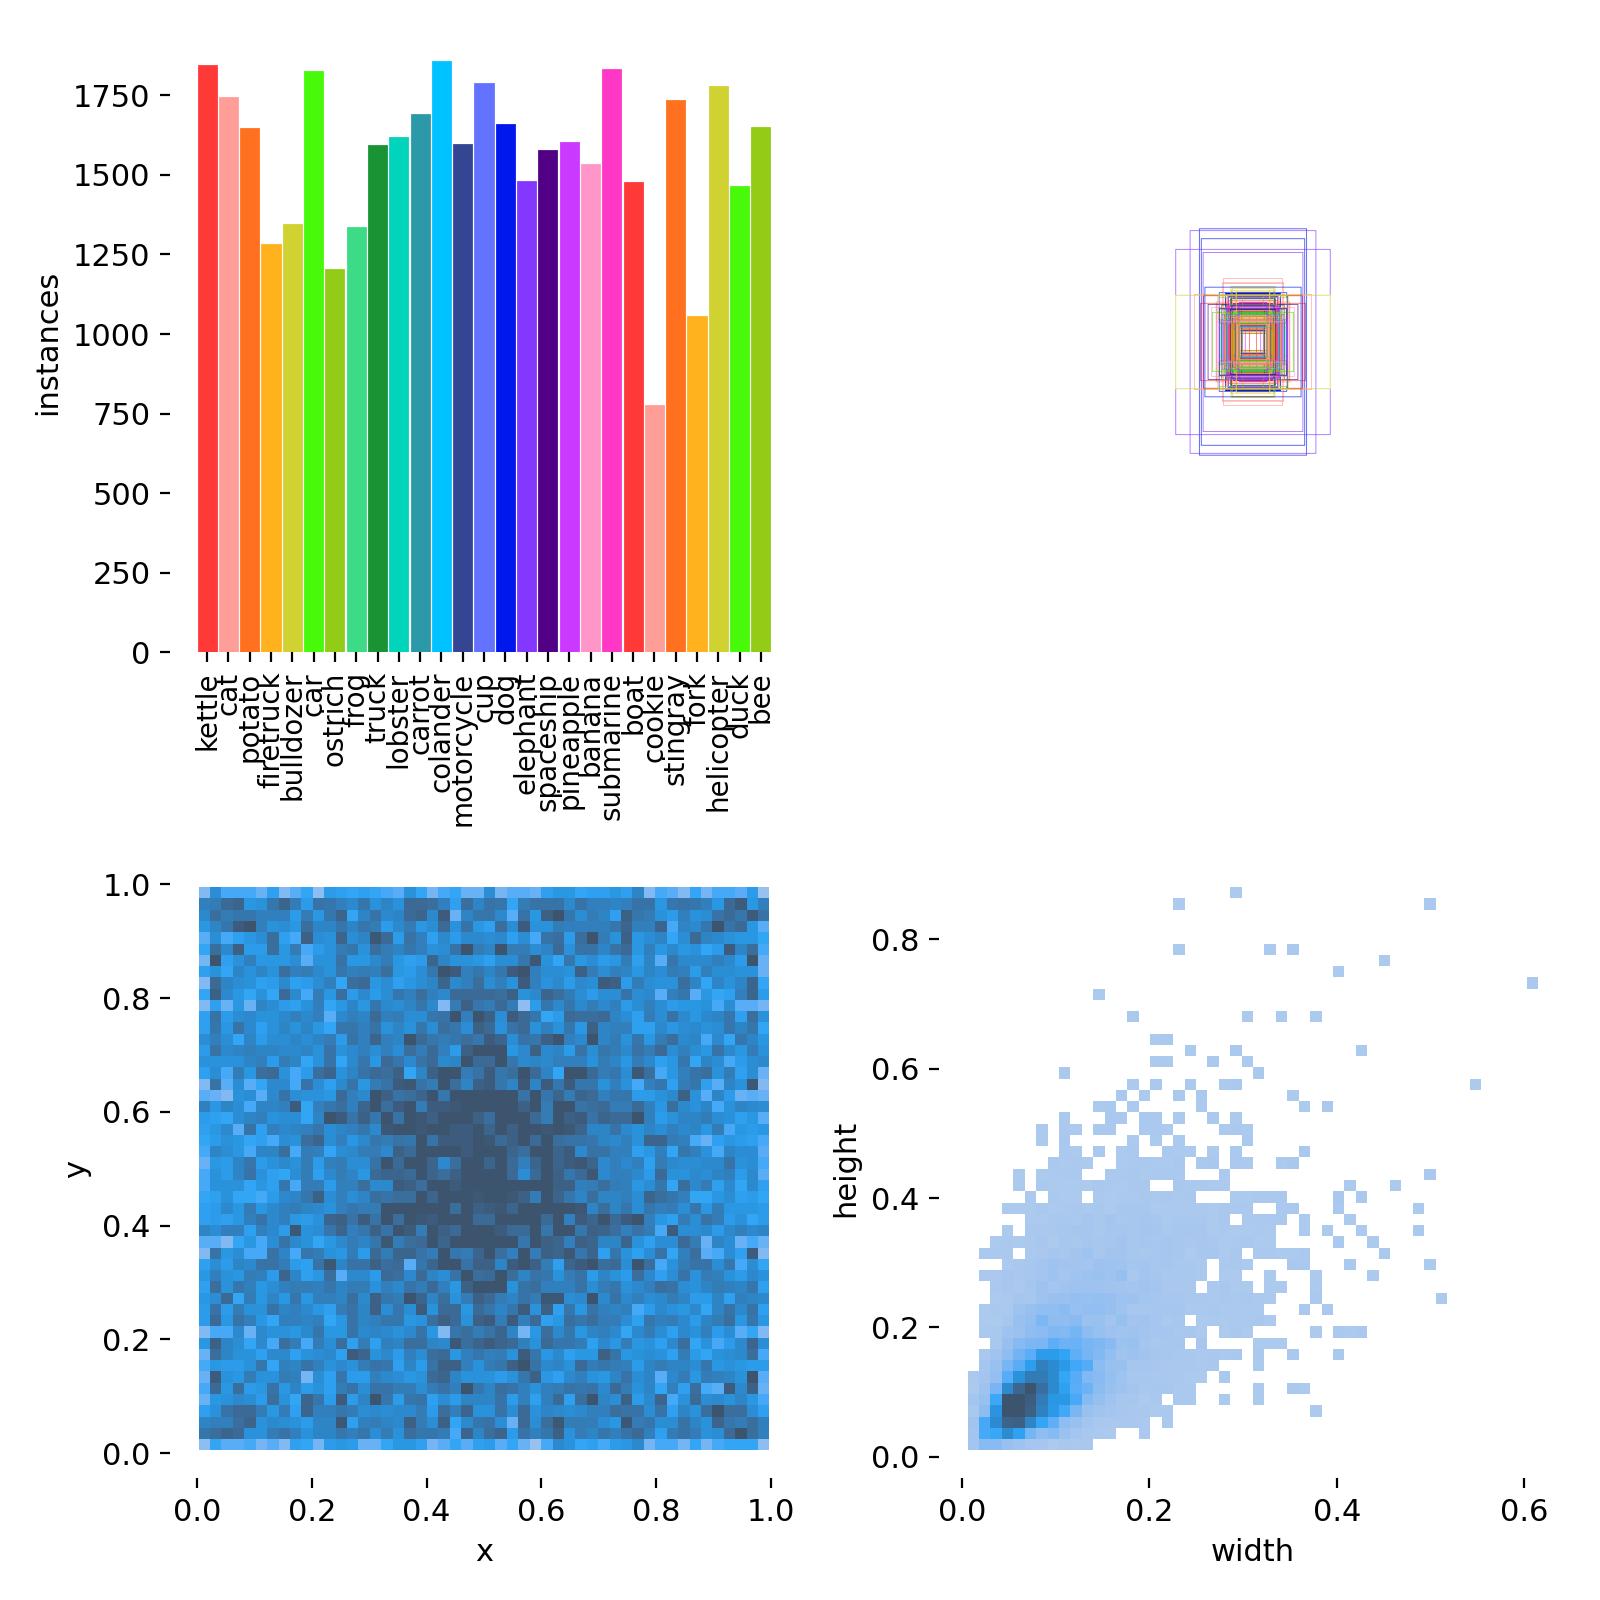 instances
1750
1500
1250
1000
750
500
250
0
kettle
cat
potato
firetruck
bulldozer
car
ostrich
frog
truck
lobster
carrot
colander
motorcycle
cup
dog
elephant
spaceship
pineapple
banana
submarine
boat
cookie
stingray
fork
helicopter
duck
bee
y
1.0
0.8
0.6
0.4
0.2
0.0
0.0 0.2 0.4 0.6 0.8 1.0
x
height
0.8
0.6
0.4
0.2
0.0
0.0 0.2 0.4 0.6
width